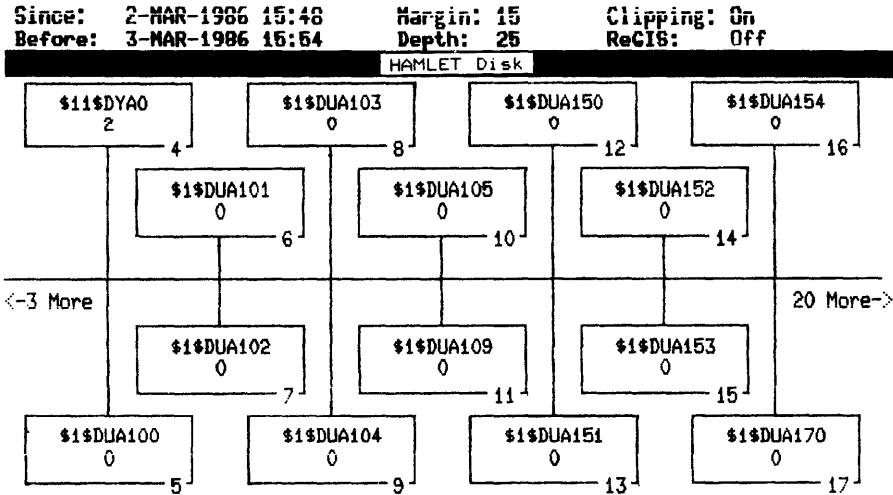 Since: 2-MAR-1986 15:48 Margin: 15 Clipping: On
Before: 3-MAR-1986 15:54 Depth: 25 ReGIS: Off
HAMLET Disk
$11$DYA0 $1$DUA103 $1$DUA150 $1$DUA154
2 0 0 0
4 8 12 16
$1$DUA101 $1$DUA105 $1$DUA152
0 0 0
6 10 14
<-3 More 20 More->
$1$DUA102 $1$DUA109 $1$DUA153
0 0 0
7 11 15
$1$DUA100 $1$DUA104 $1$DUA151 $1$DUA170
0 0 0 0
5 9 13 17